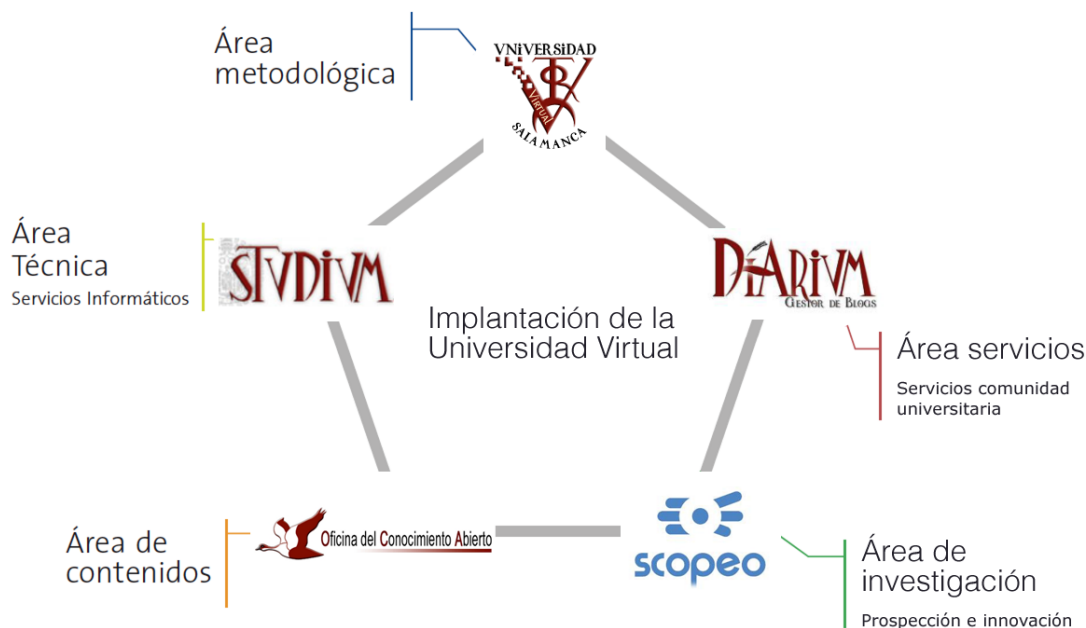 Área
metodológica
VNiVERSiDAD
VIRTUAL
SALAMANCA
Área
Técnica
Servicios Informáticos
STVDIVM
DiARIVM
GESTOR DE BLOGS
Implantación de la
Universidad Virtual
Área servicios
Servicios comunidad
universitaria
Área de
contenidos
Oficina del Conocimiento Abierto
scopeo
Área de
investigación
Prospección e innovación